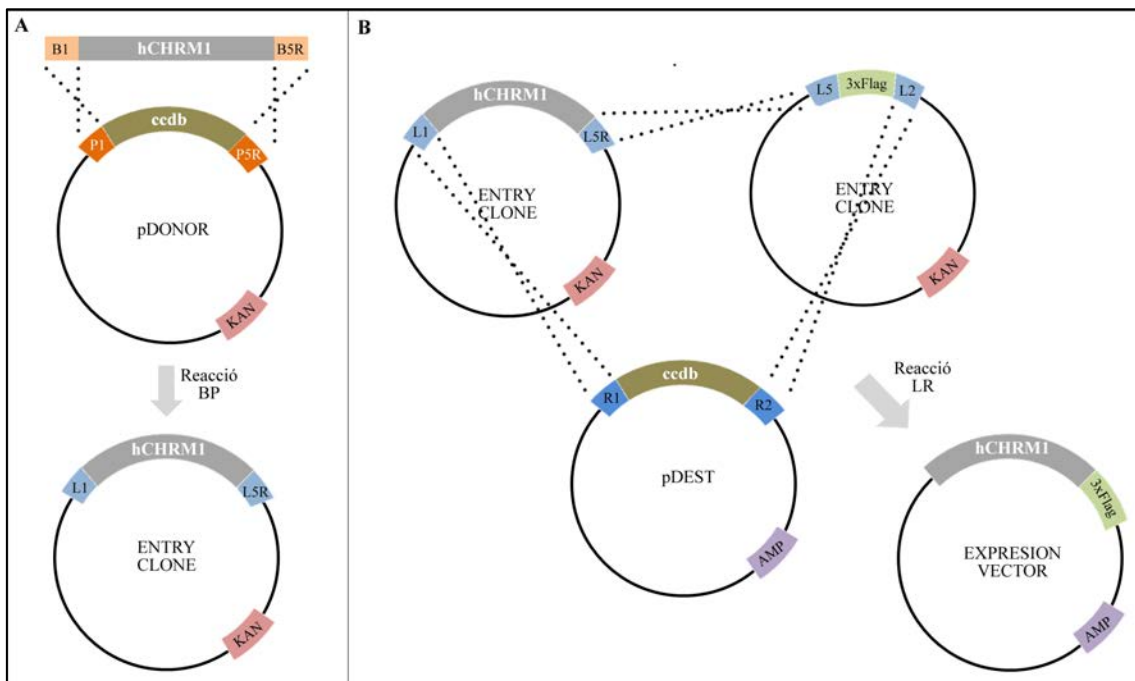 A
B1 hCHRM1 B5R
ccdb
P1 P5R
pDONOR
KAN
Reacció
BP
hCHRM1
L1 L5R
ENTRY
CLONE
KAN
B
hCHRM1
L1 L5R
ENTRY
CLONE
KAN
L5 3xFlag L2
ENTRY
CLONE
KAN
ccdb
R1 R2
pDEST
AMP
Reacció
LR
hCHRM1
3xFlag
EXPRESION
VECTOR
AMP